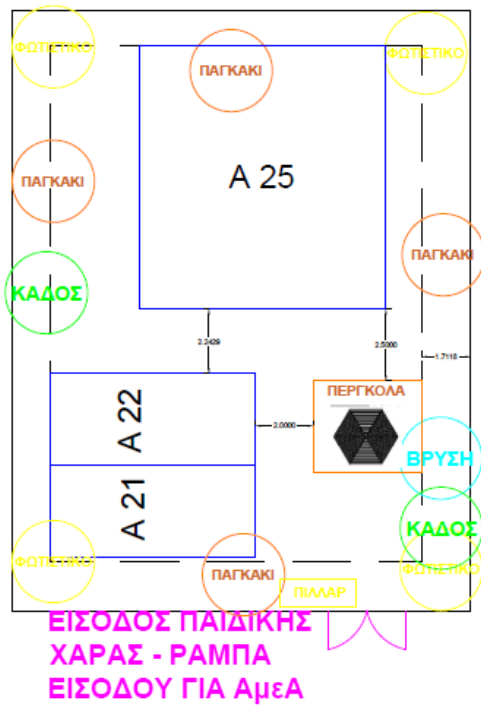 ΦΩΤΙΣΤΙΚΟ
ΦΩΤΙΣΤΙΚΟ
ΠΑΓΚΑΚΙ
ΠΑΓΚΑΚΙ
Α 25
ΠΑΓΚΑΚΙ
ΚΑΔΟΣ
2.2429
2.5000
1.7118
ΠΕΡΓΚΟΛΑ
Α 22
2.0000
ΒΡΥΣΗ
Α 21
ΚΑΔΟΣ
ΦΩΤΙΣΤΙΚΟ
ΠΑΓΚΑΚΙ
ΦΩΤΙΣΤΙΚΟ
ΠΙΛΛΑΡ
ΕΙΣΟΔΟΣ ΠΑΙΔΙΚΗΣ
ΧΑΡΑΣ - ΡΑΜΠΑ
ΕΙΣΟΔΟΥ ΓΙΑ ΑμεΑ